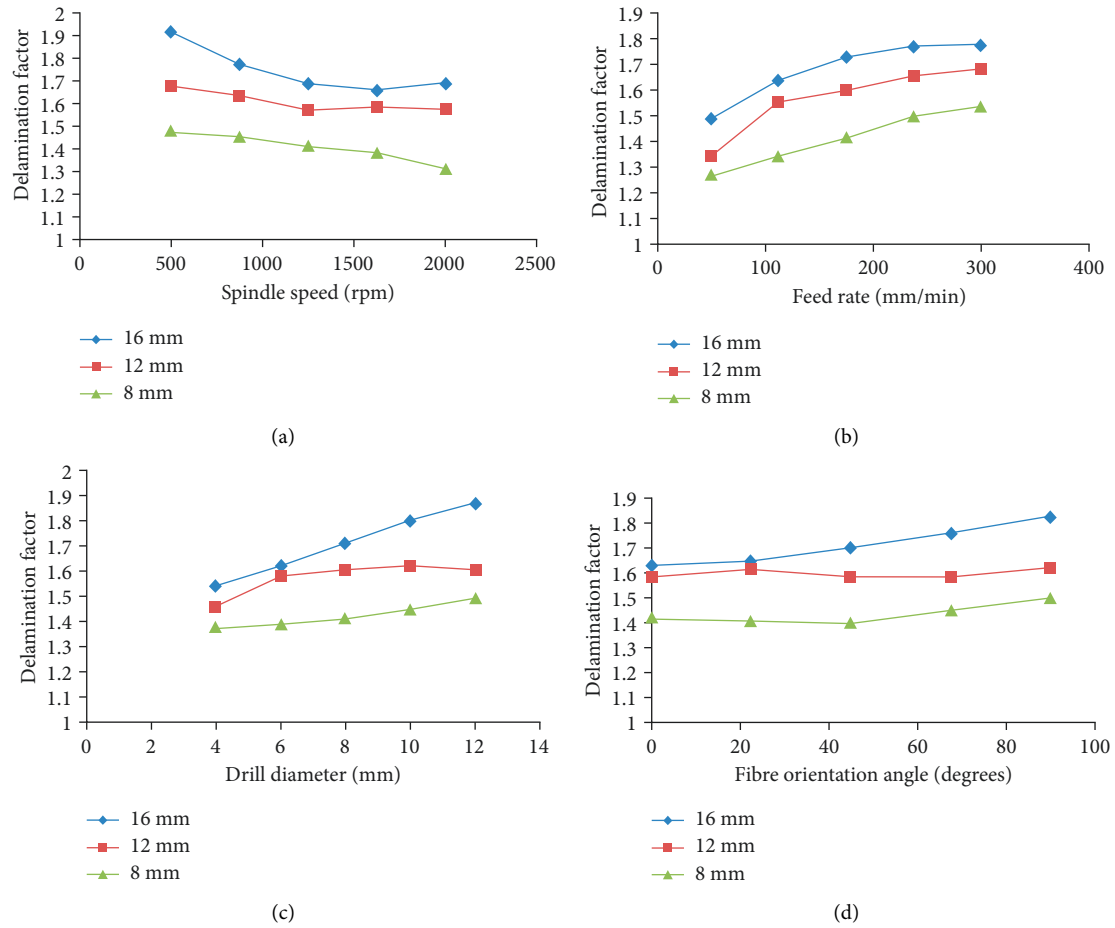 2
1.9
1.8
1.7
1.6
1.5
1.4
1.3
1.2
1.1
1
Delamination factor
0 500 1000 1500 2000 2500
Spindle speed (rpm)
16 mm
12 mm
8 mm
(a)
1.9
1.8
1.7
1.6
1.5
1.4
1.3
1.2
1.1
1
Delamination factor
0 100 200 300 400
Feed rate (mm/min)
16 mm
12 mm
8 mm
(b)
2
1.9
1.8
1.7
1.6
1.5
1.4
1.3
1.2
1.1
1
Delamination factor
0 2 4 6 8 10 12 14
Drill diameter (mm)
16 mm
12 mm
8 mm
(c)
1.9
1.8
1.7
1.6
1.5
1.4
1.3
1.2
1.1
1
Delamination factor
0 20 40 60 80 100
Fibre orientation angle (degrees)
16 mm
12 mm
8 mm
(d)